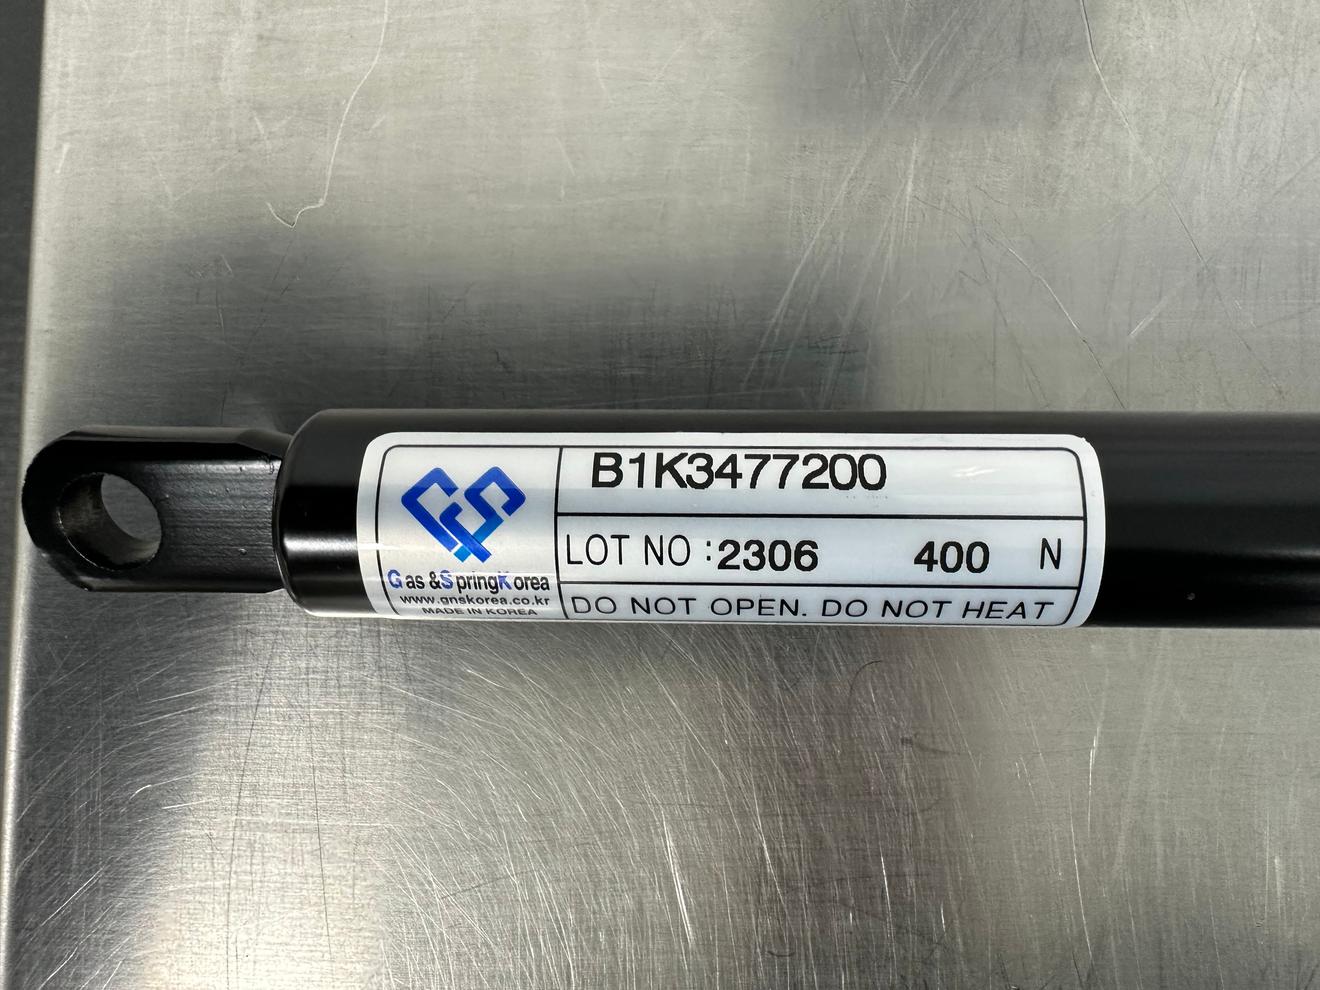 B1K3477200
LOT NO : 2306 400 N
DO NOT OPEN. DO NOT HEAT
GS
Gas &SpringKorea
www.gnskorea.co.kr
MADE IN KOREA